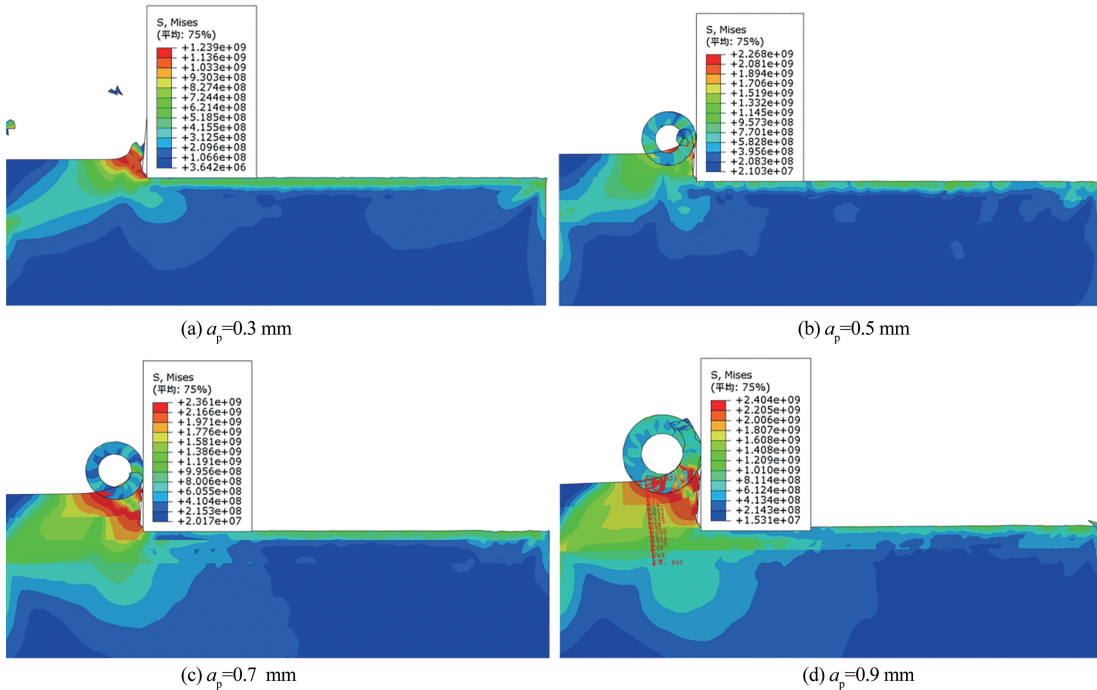 S, Mises
(平均: 75%)
+1.239e+09
+1.136e+09
+1.033e+09
+9.303e+08
+8.274e+08
+7.244e+08
+6.214e+08
+5.185e+08
+4.155e+08
+3.125e+08
+2.096e+08
+1.066e+08
+3.642e+06
(a) ap=0.3 mm
S, Mises
(平均: 75%)
+2.268e+09
+2.081e+09
+1.894e+09
+1.706e+09
+1.519e+09
+1.332e+09
+1.145e+09
+9.573e+08
+7.701e+08
+5.828e+08
+3.956e+08
+2.083e+08
+2.103e+07
(b) ap=0.5 mm
S, Mises
(平均: 75%)
+2.361e+09
+2.166e+09
+1.971e+09
+1.776e+09
+1.581e+09
+1.386e+09
+1.191e+09
+9.956e+08
+8.006e+08
+6.055e+08
+4.104e+08
+2.153e+08
+2.017e+07
(c) ap=0.7 mm
S, Mises
(平均: 75%)
+2.404e+09
+2.205e+09
+2.006e+09
+1.807e+09
+1.608e+09
+1.408e+09
+1.209e+09
+1.010e+09
+8.114e+08
+6.124e+08
+4.134e+08
+2.143e+08
+1.531e+07
(d) ap=0.9 mm